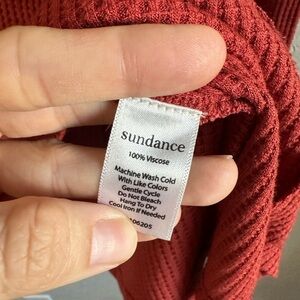 sundance
100% Viscose
Machine Wash Cold
With Like Colors
Gentle Cycle
Do Not Bleach
Hang To Dry
Cool Iron If Needed